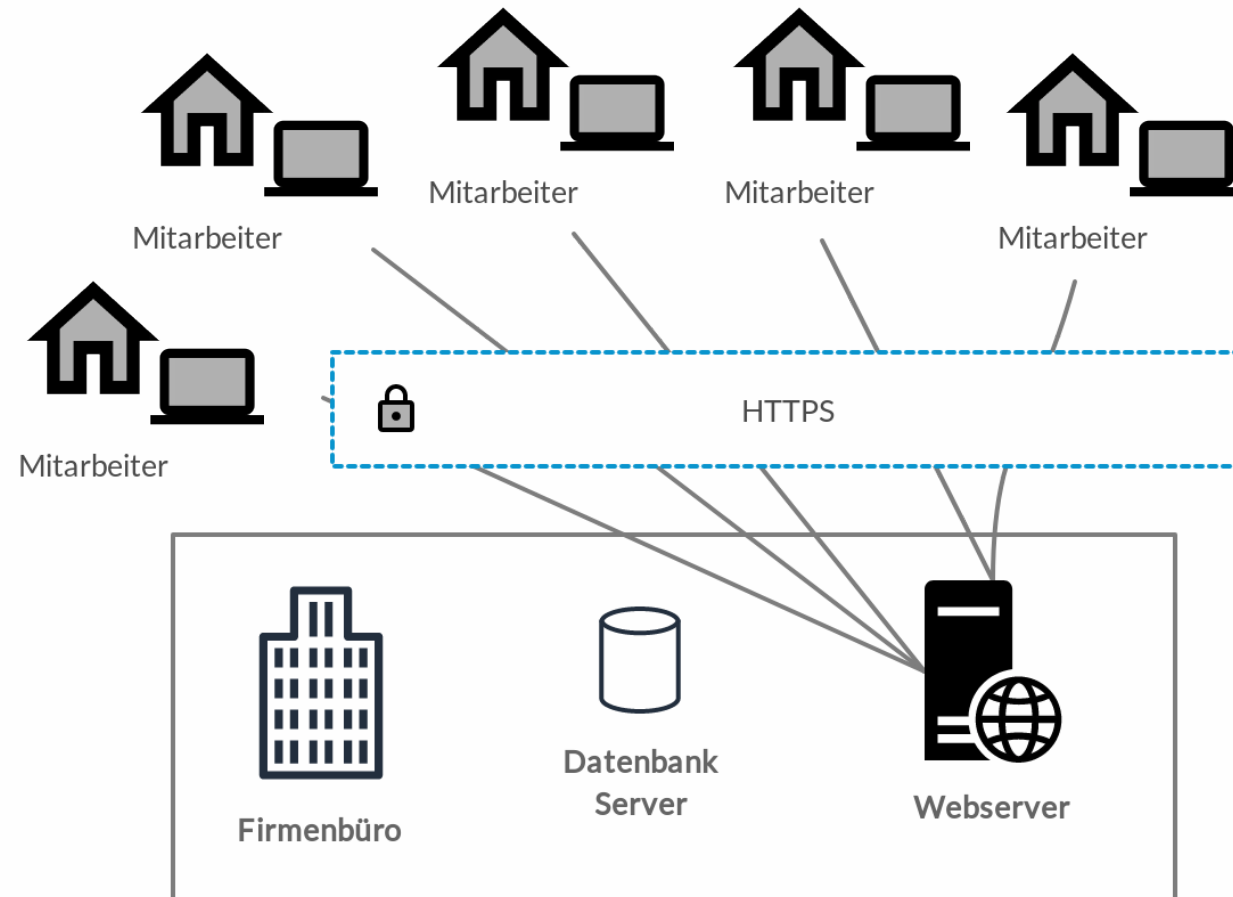 Mitarbeiter
Mitarbeiter
Mitarbeiter
Mitarbeiter
Mitarbeiter
HTTPS
Firmenbüro
Datenbank
Server
Webserver